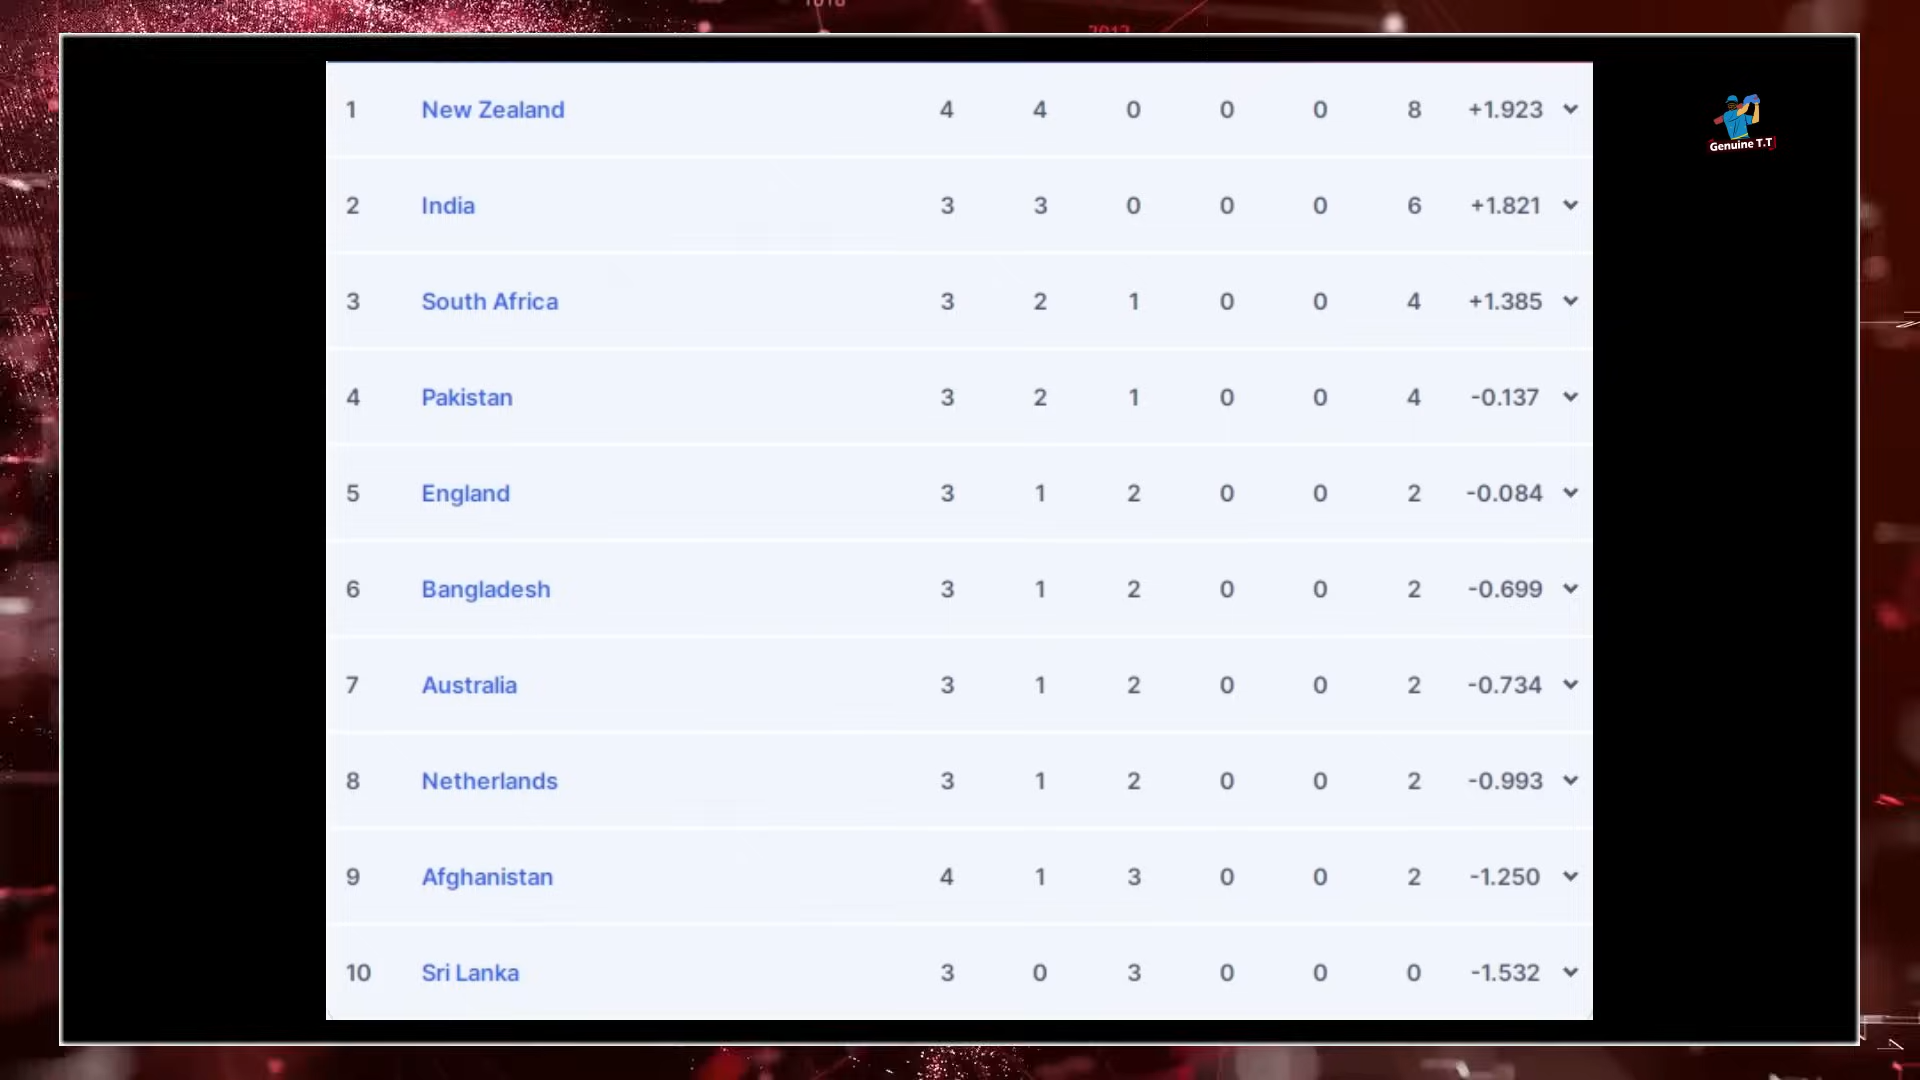 1018
2017
1 New Zealand 4 4 0 0 0 8 +1.923
Genuine T.T
2 India 3 3 0 0 0 6 +1.821
3 South Africa 3 2 1 0 0 4 +1.385
4 Pakistan 3 2 1 0 0 4 -0.137
5 England 3 1 2 0 0 2 -0.084
6 Bangladesh 3 1 2 0 0 2 -0.699
7 Australia 3 1 2 0 0 2 -0.734
8 Netherlands 3 1 2 0 0 2 -0.993
9 Afghanistan 4 1 3 0 0 2 -1.250
10 Sri Lanka 3 0 3 0 0 0 -1.532